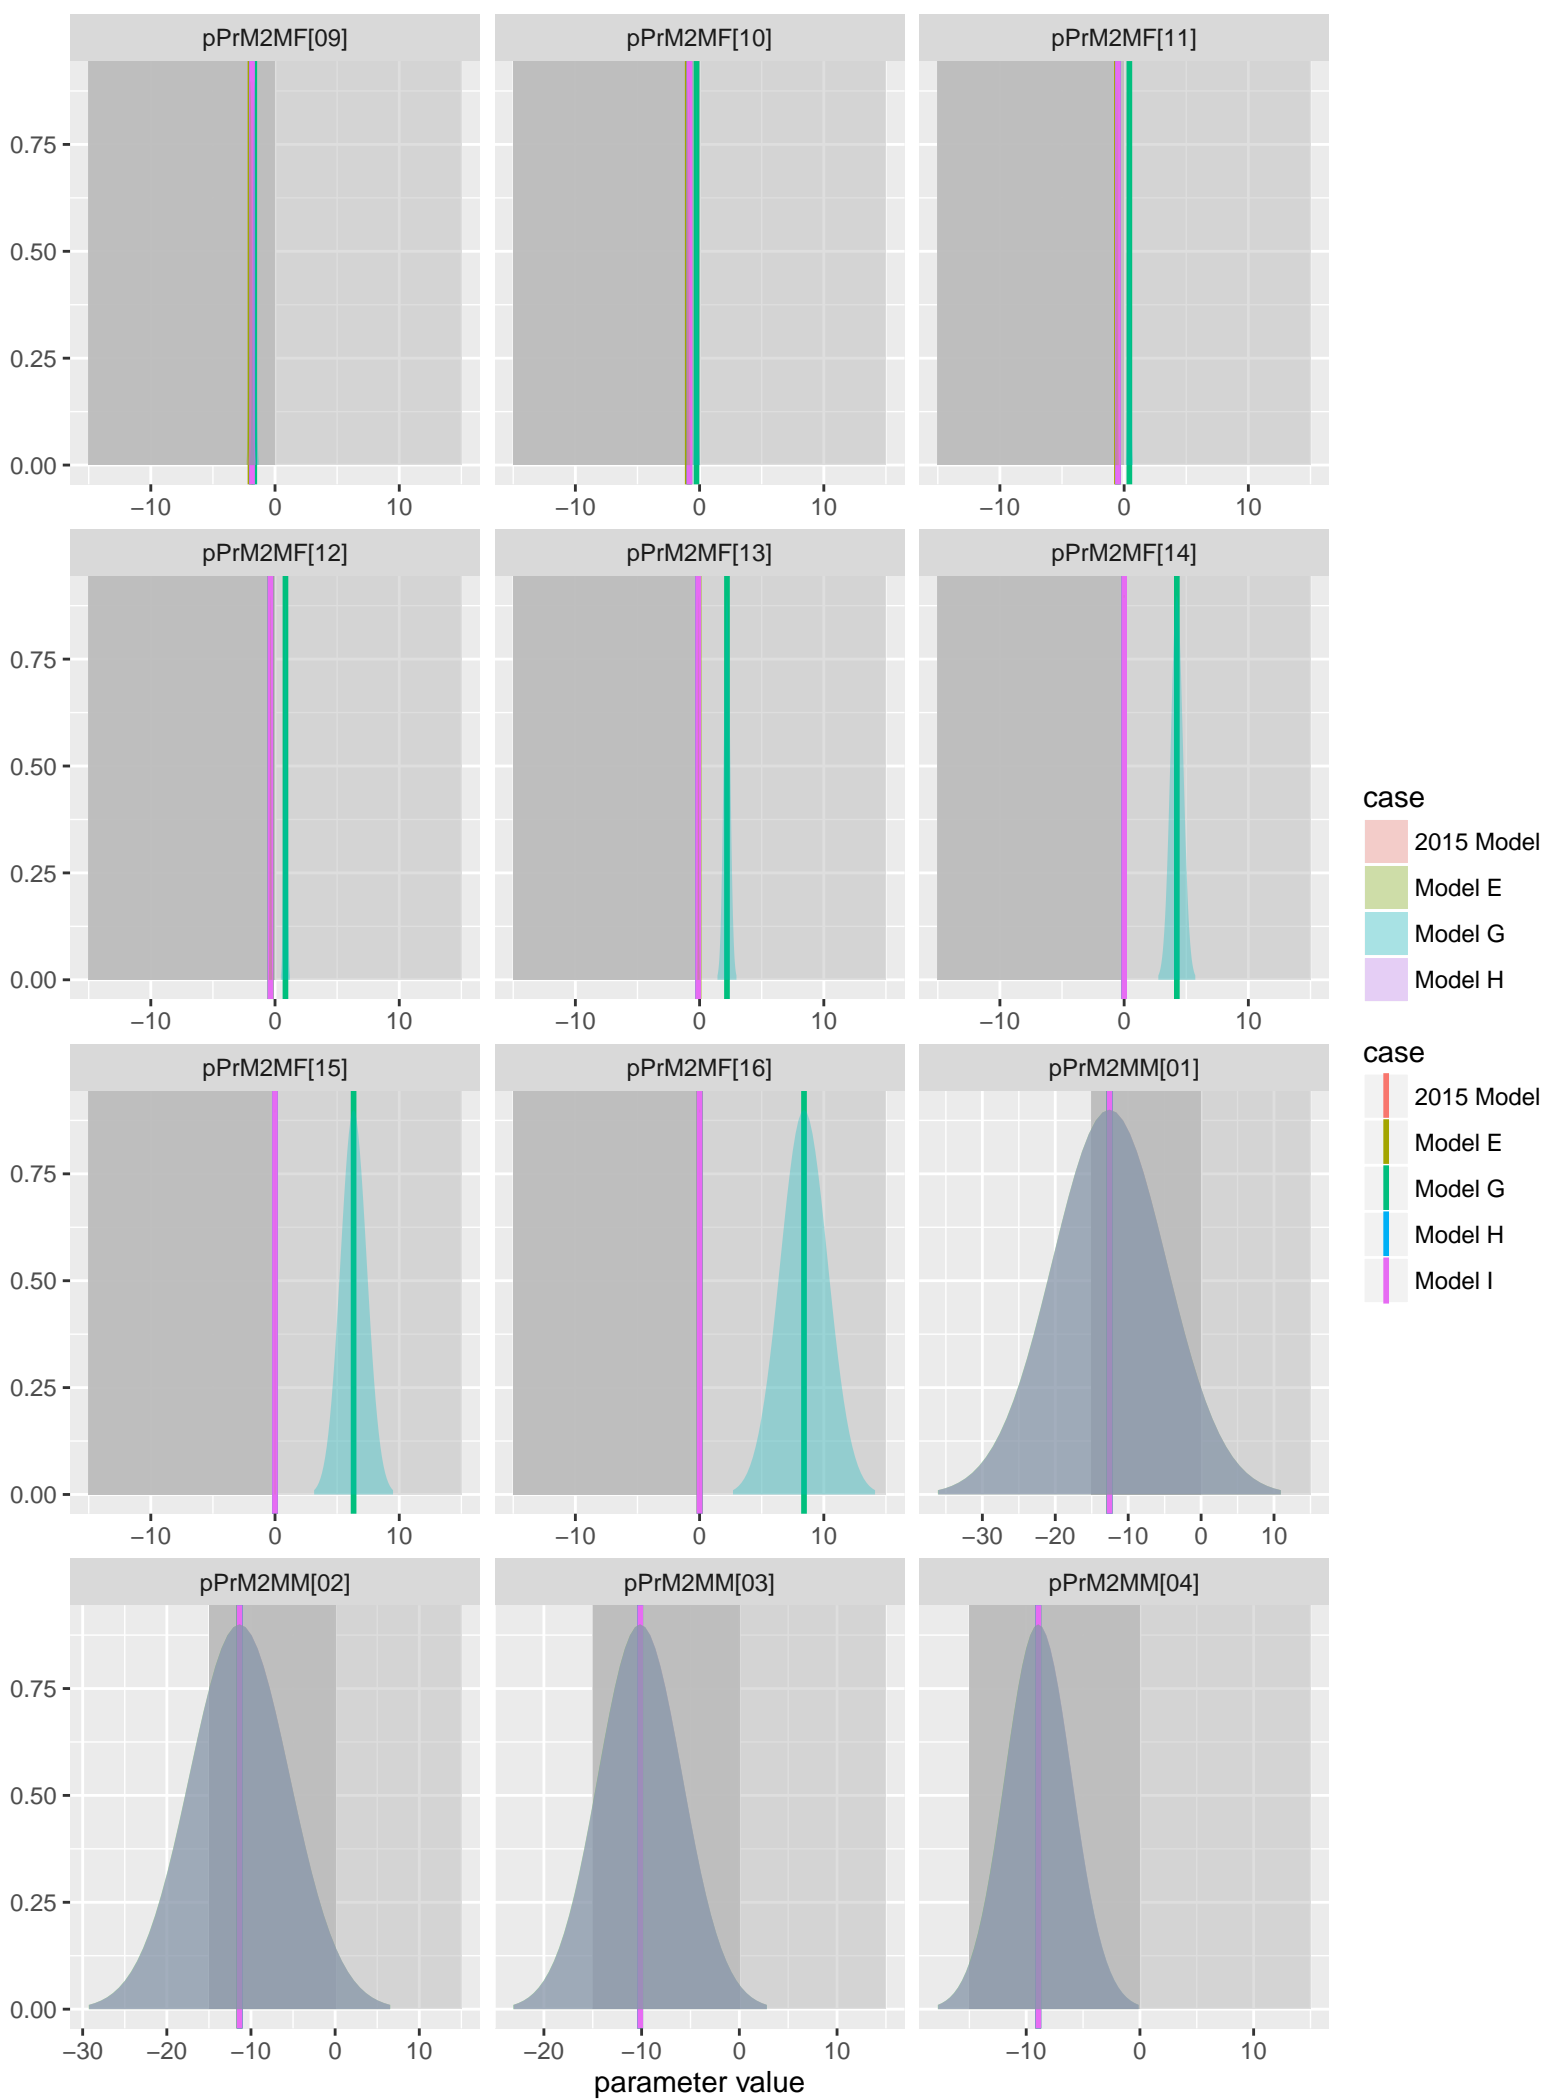 pPrM2MF[09] pPrM2MF[10] pPrM2MF[11]
0.75
0.50
0.25
0.00
−10 0 10 −10 0 10 −10 0 10
pPrM2MF[12] pPrM2MF[13] pPrM2MF[14]
0.75
0.50
0.25
0.00
−10 0 10 −10 0 10 −10 0 10
pPrM2MF[15] pPrM2MF[16] pPrM2MM[01]
0.75
0.50
0.25
0.00
−10 0 10 −10 0 10 −30 −20 −10 0 10
pPrM2MM[02] pPrM2MM[03] pPrM2MM[04]
0.75
0.50
0.25
0.00
−30 −20 −10 0 10 −20 −10 0 10 −10 0 10
parameter value
case
2015 Model
Model E
Model G
Model H
case
2015 Model
Model E
Model G
Model H
Model I